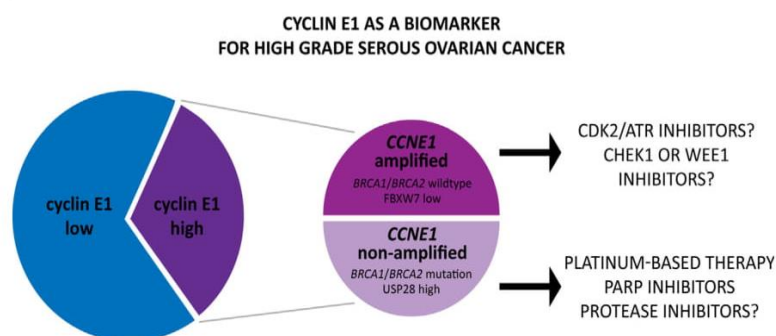 CYCLIN E1 AS A BIOMARKER
FOR HIGH GRADE SEROUS OVARIAN CANCER
cyclin E1
low
cyclin E1
high
CCNE1
amplified
BRCA1/BRCA2 wildtype
FBXW7 low
CCNE1
non-amplified
BRCA1/BRCA2 mutation
USP28 high
CDK2/ATR INHIBITORS?
CHEK1 OR WEE1
INHIBITORS?
PLATINUM-BASED THERAPY
PARP INHIBITORS
PROTEASE INHIBITORS?